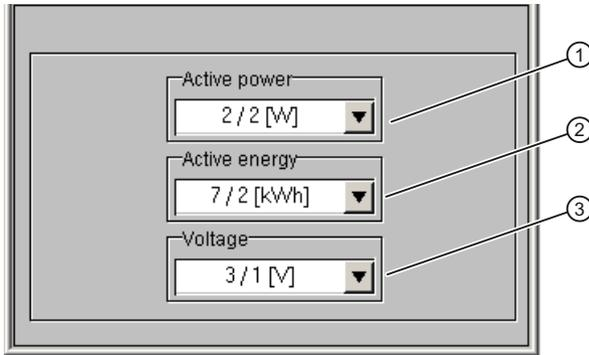 Active power
2 / 2 [W]
1
Active energy
7 / 2 [kWh]
2
Voltage
3 / 1 [V]
3